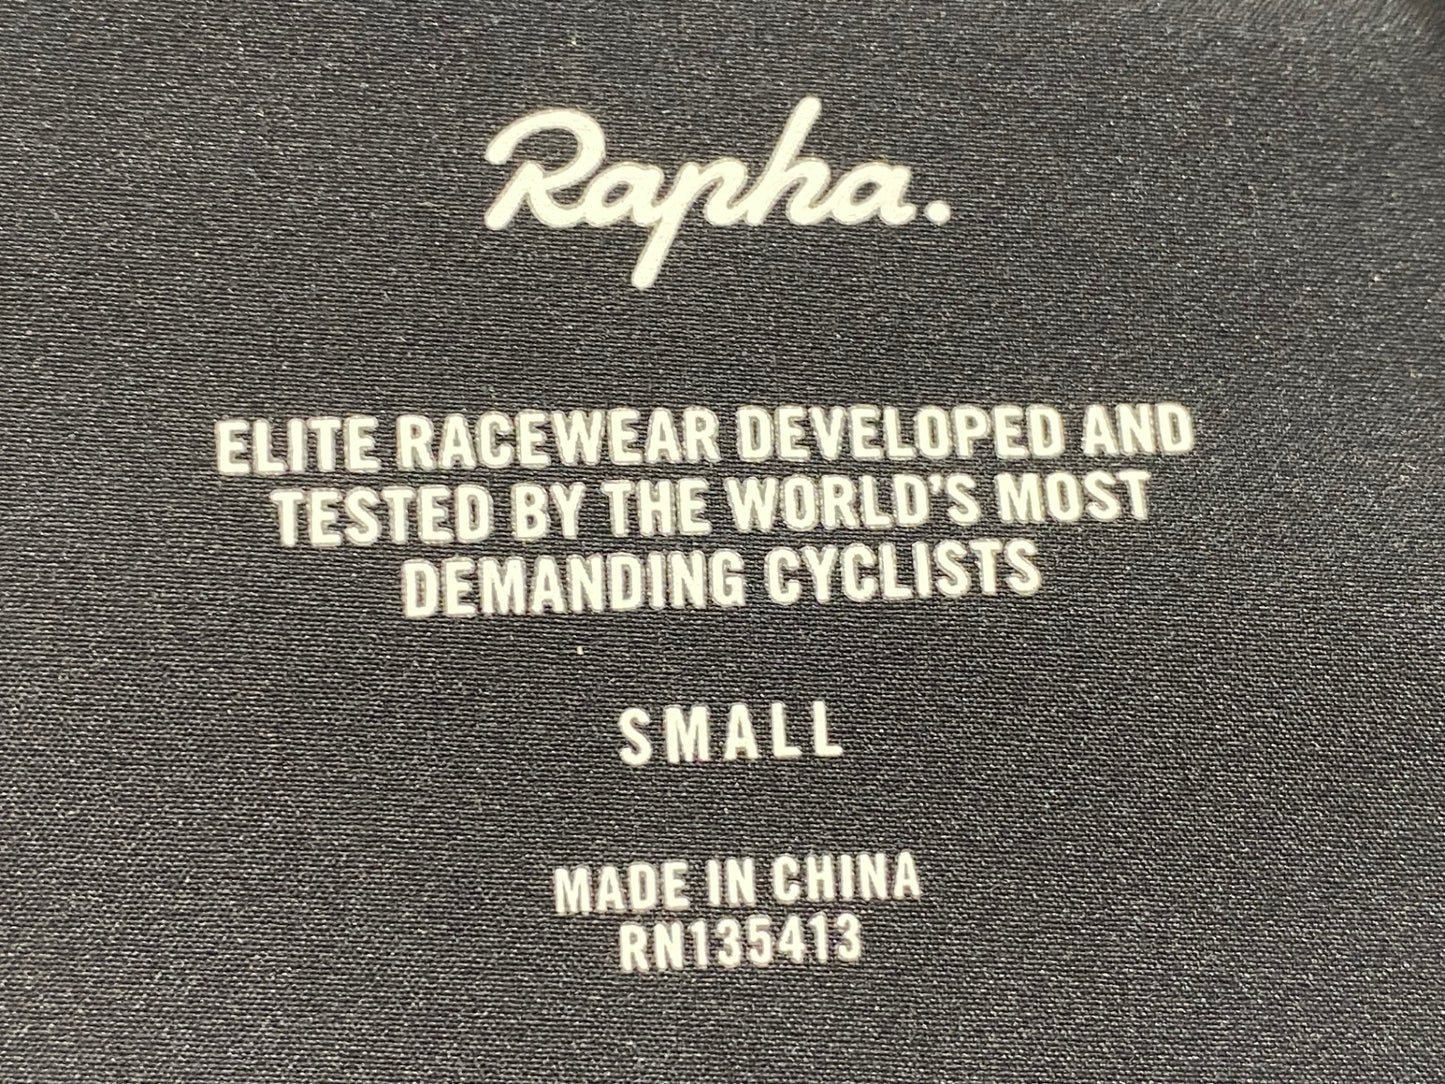 Rapha.
ELITE RACEWEAR DEVELOPED AND
TESTED BY THE WORLD'S MOST
DEMANDING CYCLISTS
SMALL
MADE IN CHINA
RN135413